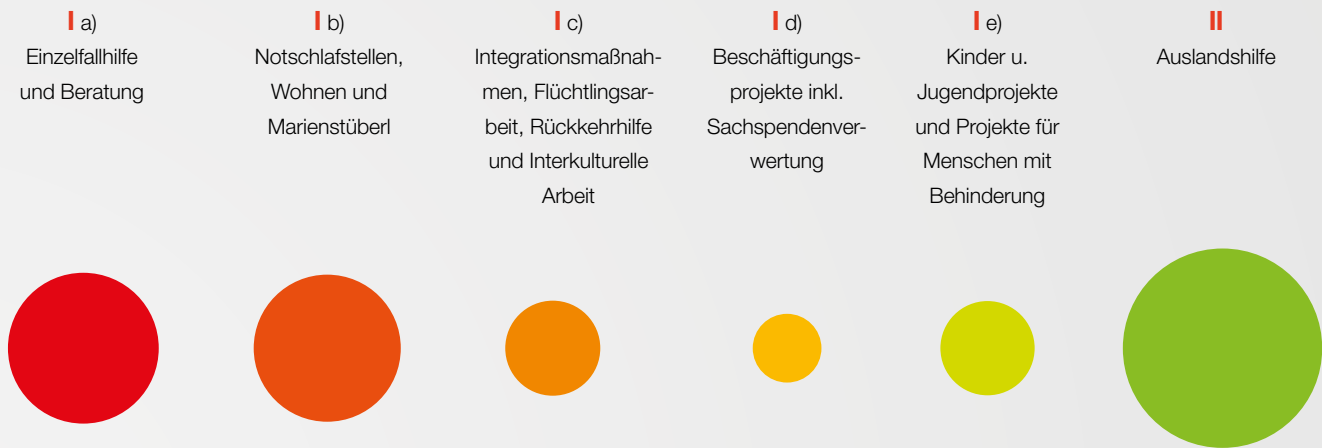 I a)
Einzelfallhilfe
und Beratung
I b)
Notschlafstellen,
Wohnen und
Marienstüberl
I c)
Integrationsmaßnah-
men, Flüchtlingsar-
beit, Rückkehrhilfe
und Interkulturelle
Arbeit
I d)
Beschäftigungs-
projekte inkl.
Sachspendenver-
wertung
I e)
Kinder u.
Jugendprojekte
und Projekte für
Menschen mit
Behinderung
II
Auslandshilfe